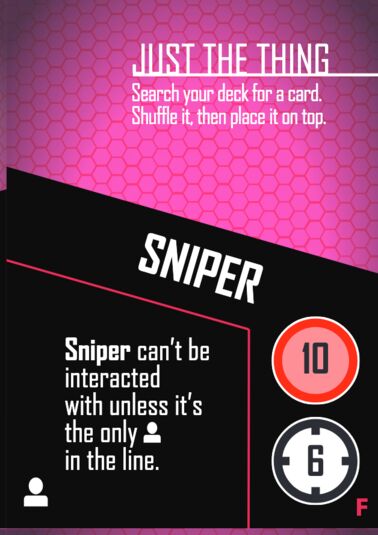 JUST THE THING
Search your deck for a card.
Shuffle it, then place it on top.
SNIPER
Sniper can't be
interacted
with unless it's
the only
in the line.
10
6
F